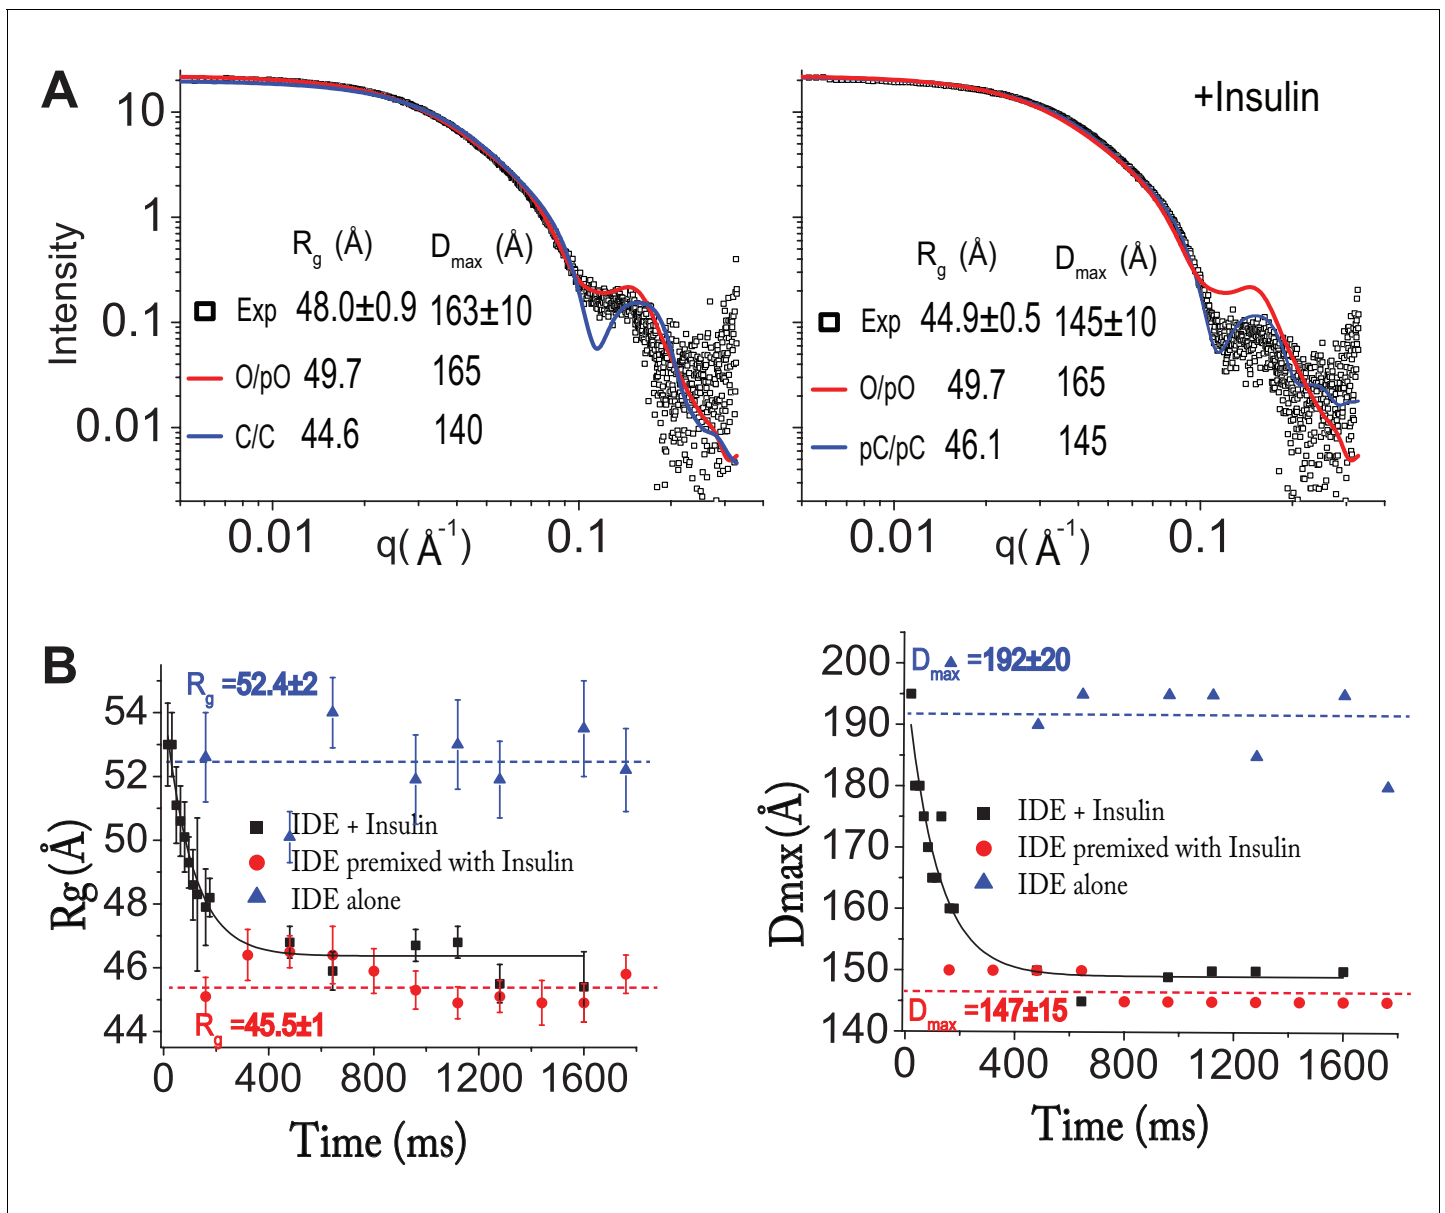 A
+Insulin
10
1
0.1
0.01
Intensity
Rg (Å) Dmax (Å)
Exp 48.0±0.9 163±10
O/pO 49.7 165
C/C 44.6 140
0.01 0.1
q(Å-1)
Rg (Å) Dmax (Å)
Exp 44.9±0.5 145±10
O/pO 49.7 165
pC/pC 46.1 145
0.01 0.1
q(Å-1)
B
Rg =52.4±2
54
52
50
48
46
44
Rg (Å)
IDE + Insulin
IDE premixed with Insulin
IDE alone
Rg =45.5±1
0 400 800 1200 1600
Time (ms)
Dmax =192±20
200
190
180
170
160
150
140
Dmax (Å)
IDE + Insulin
IDE premixed with Insulin
IDE alone
Dmax =147±15
0 400 800 1200 1600
Time (ms)